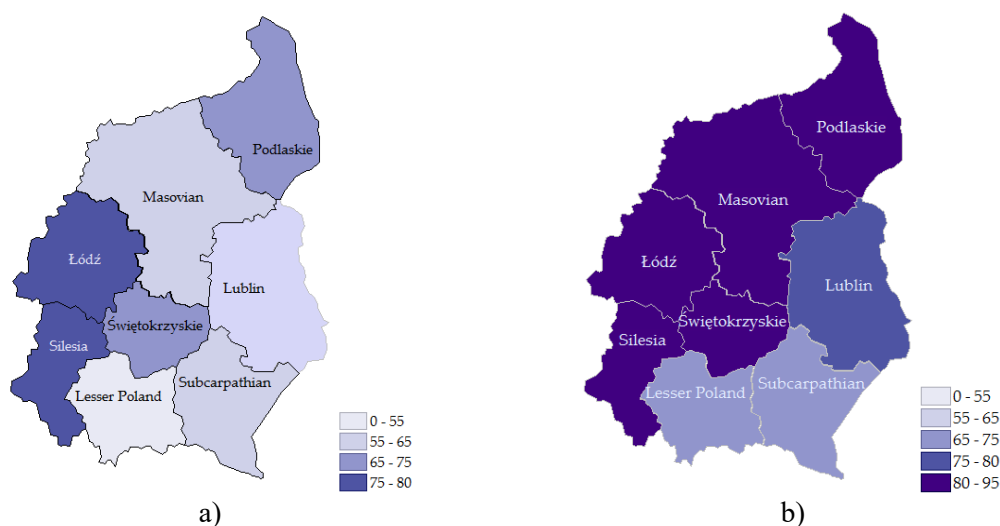 Podlaskie
Masovian
Łódź
Lublin
Świętokrzyskie
Silesia
Subcarpathian
Lesser Poland
0 - 55
55 - 65
65 - 75
75 - 80
a)
Podlaskie
Masovian
Łódź
Lublin
Świętokrzyskie
Silesia
Subcarpathian
Lesser Poland
0 - 55
55 - 65
65 - 75
75 - 80
80 - 95
b)